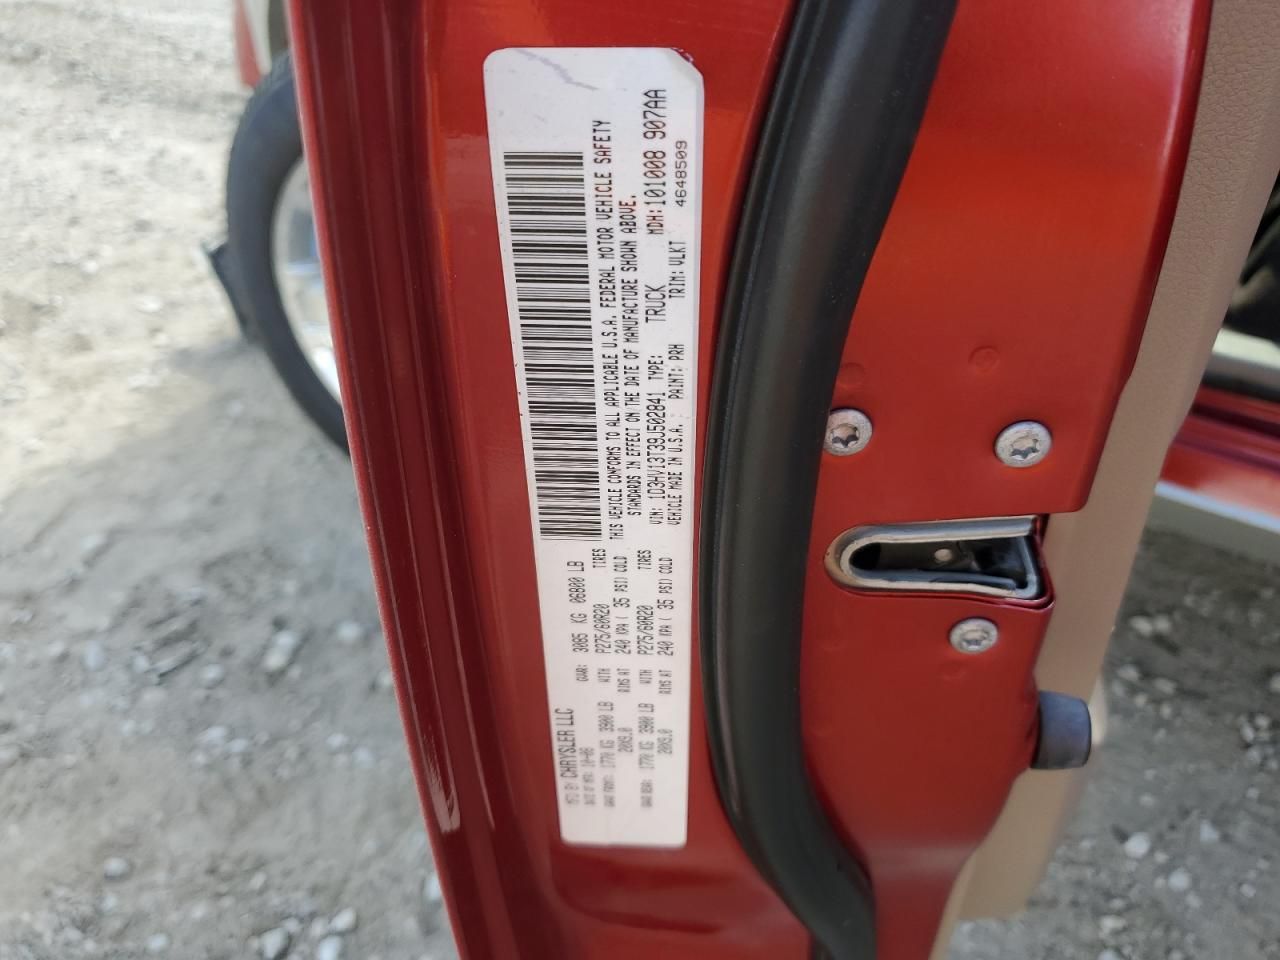 MFD BY CHRYSLER LLC
DATE OF MFR: 10-08 GVWR: 3085 KG 06800 LB
GAWR FRONT: 1770 KG 3900 LB WITH P275/60R20 TIRES
20X9.0 RIMS AT 240 KPA ( 35 PSI) COLD
GAWR REAR: 1770 KG 3900 LB WITH P275/60R20 TIRES
20X9.0 RIMS AT 240 KPA ( 35 PSI) COLD
THIS VEHICLE CONFORMS TO ALL APPLICABLE U.S.A. FEDERAL MOTOR VEHICLE SAFETY
STANDARDS IN EFFECT ON THE DATE OF MANUFACTURE SHOWN ABOVE.
VIN: 1D3HV13T39J502841 TYPE: TRUCK MDH:101008 907AA
VEHICLE MADE IN U.S.A. PAINT: PRH TRIM: VLKT 4648509